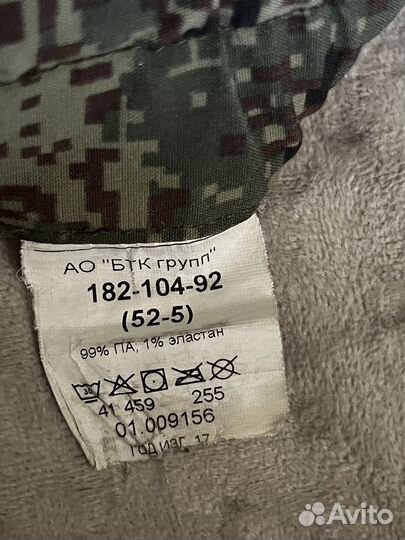 АО "БТК групп"
182-104-92
(52-5)
99% ПА; 1% эластан
30
41 459 255
01.009156
ГОД ИЗГ. 17
Avito